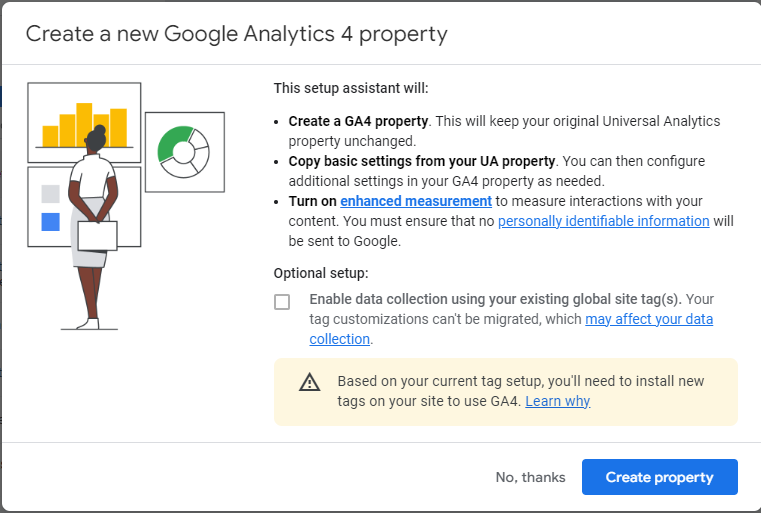 Create a new Google Analytics 4 property
This setup assistant will:
• Create a GA4 property. This will keep your original Universal Analytics
property unchanged.
• Copy basic settings from your UA property. You can then configure
additional settings in your GA4 property as needed.
• Turn on enhanced measurement to measure interactions with your
content. You must ensure that no personally identifiable information will
be sent to Google.
Optional setup:
Enable data collection using your existing global site tag(s). Your
tag customizations can't be migrated, which may affect your data
collection.
Based on your current tag setup, you'll need to install new
tags on your site to use GA4. Learn why
No, thanks
Create property